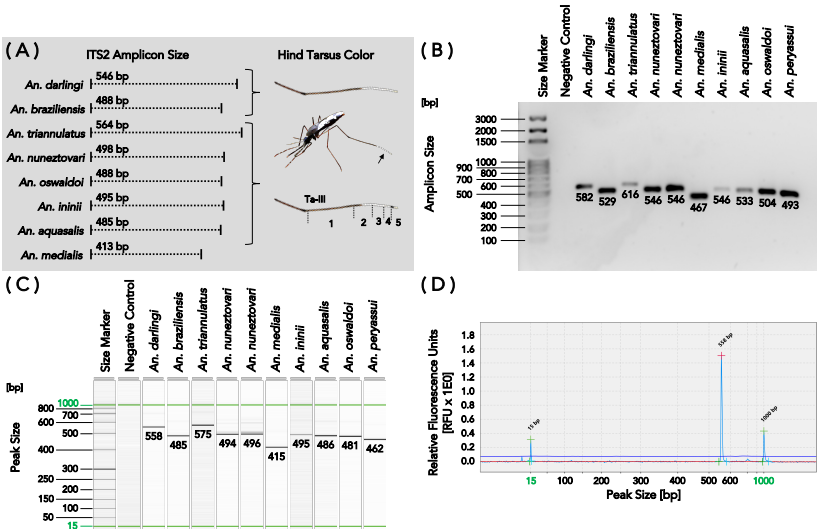 (A)
ITS2 Amplicon Size
Hind Tarsus Color
An. darlingi
546 bp
An. braziliensis
488 bp
An. triannulatus
564 bp
An. nuneztovari
498 bp
An. oswaldoi
488 bp
An. ininii
495 bp
An. aquasalis
485 bp
An. medialis
413 bp
Ta-III
1 2 3 4 5
(B)
[bp]
Amplicon Size
Size Marker
Negative Control
An. darlingi
An. braziliensis
An. triannulatus
An. nuneztovari
An. nuneztovari
An. medialis
An. ininii
An. aquasalis
An. oswaldoi
An. peryassui
3000
2000
1500
1000
900
800
700
600
500
400
300
200
100
582 529 616 546 546 467 546 533 504 493
(C)
[bp]
Peak Size
Size Marker
Negative Control
An. darlingi
An. braziliensis
An. triannulatus
An. nuneztovari
An. nuneztovari
An. medialis
An. ininii
An. aquasalis
An. oswaldoi
An. peryassui
1000
800
700
600
500
400
300
200
150
100
50
15
558 485 575 494 496 415 495 486 481 462
(D)
Relative Fluorescence Units
[RFU x 1E0]
1.8
1.6
1.4
1.2
1.0
0.8
0.6
0.4
0.2
0.0
15 bp
558 bp
1000 bp
15 100 200 300 400 500 600 1000
Peak Size [bp]